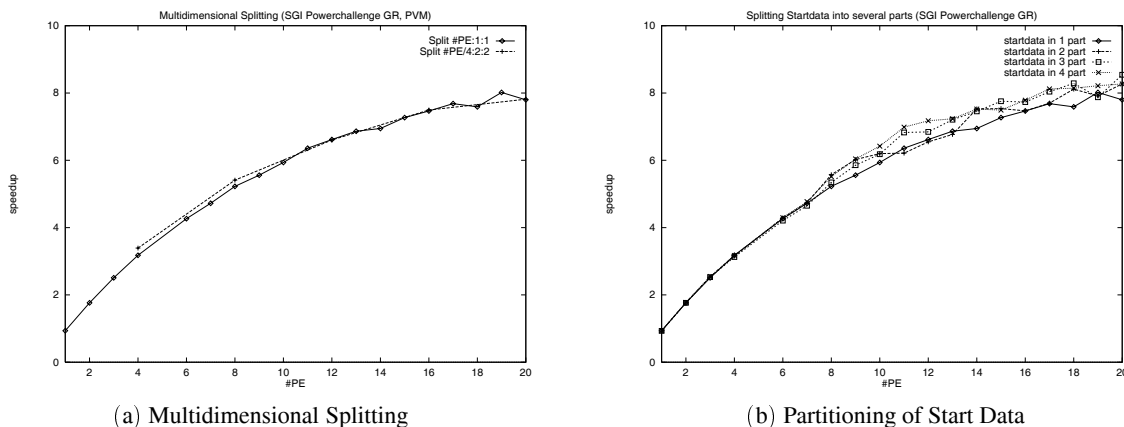 Multidimensional Splitting (SGI Powerchallenge GR, PVM)
10
8
6
4
2
0
speedup
Split #PE:1:1
Split #PE/4:2:2
2 4 6 8 10 12 14 16 18 20
#PE
(a) Multidimensional Splitting
Splitting Startdata into several parts (SGI Powerchallenge GR)
10
8
6
4
2
0
speedup
startdata in 1 part
startdata in 2 part
startdata in 3 part
startdata in 4 part
2 4 6 8 10 12 14 16 18 20
#PE
(b) Partitioning of Start Data